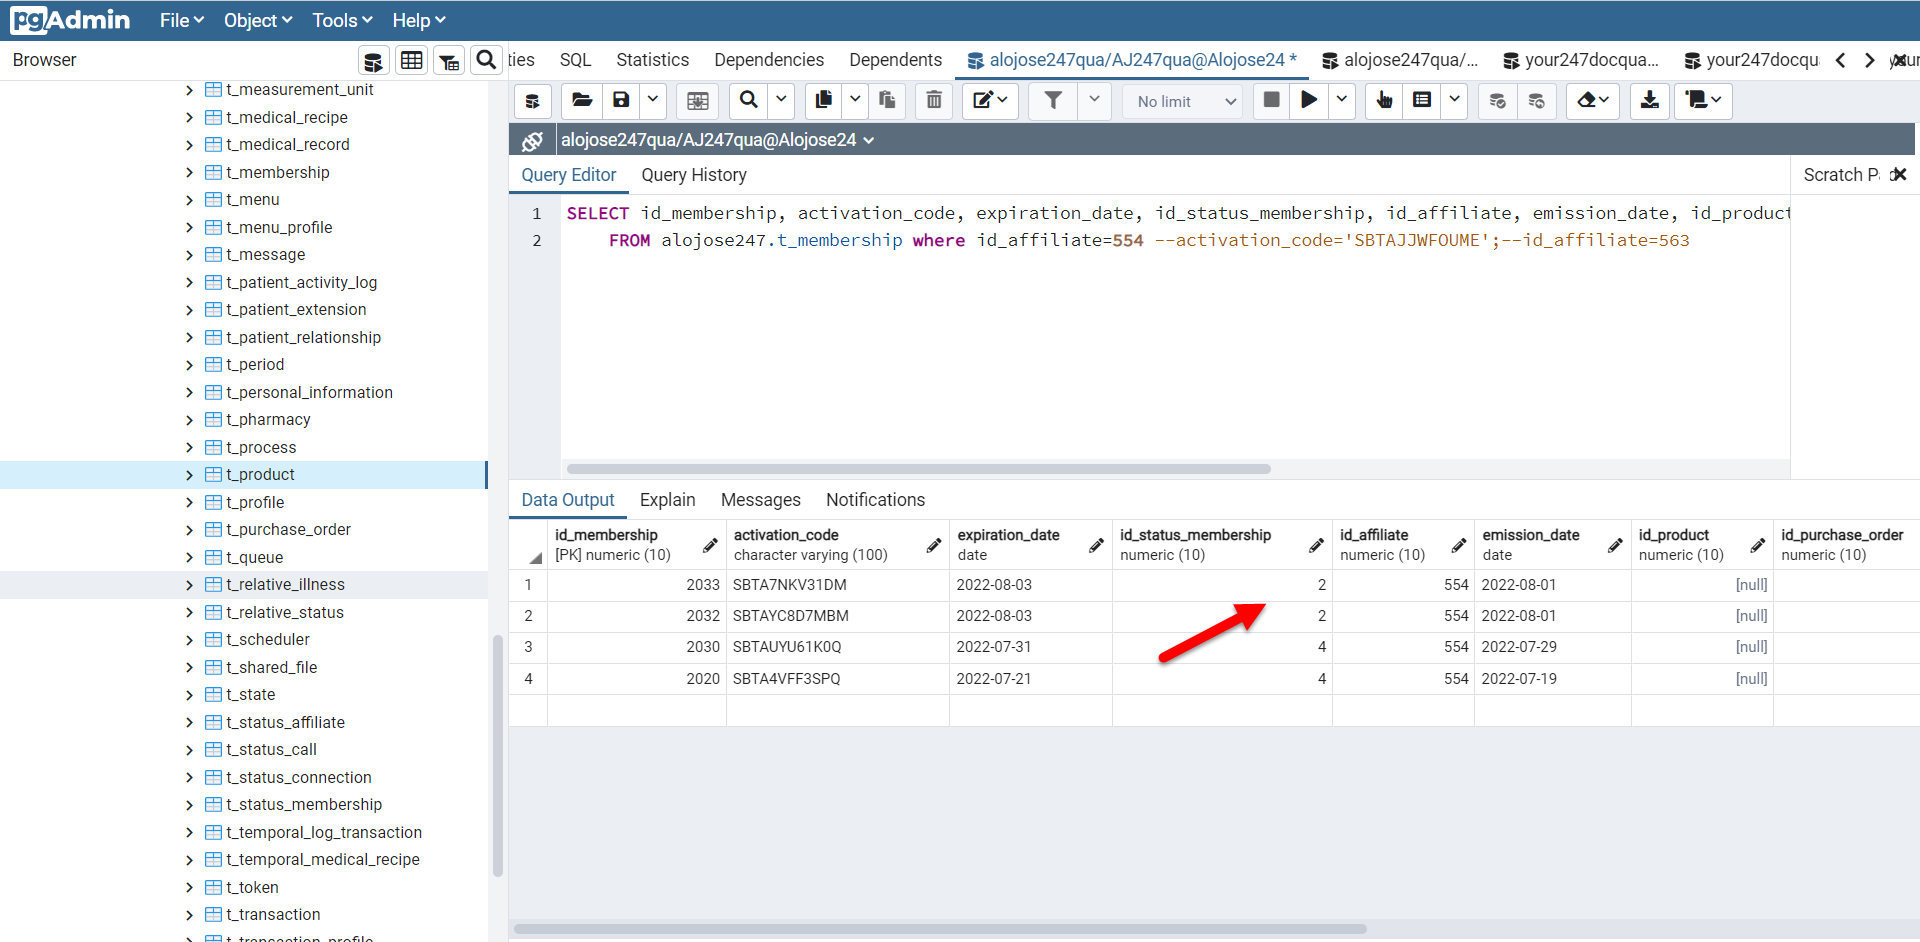 pgAdmin File Object Tools Help
Browser
ties SQL Statistics Dependencies Dependents alojose247qua/AJ247qua@Alojose24 * alojose247qua/... your247docqua... your247docqu
t_measurement_unit
t_medical_recipe
t_medical_record
t_membership
t_menu
t_menu_profile
t_message
t_patient_activity_log
t_patient_extension
t_patient_relationship
t_period
t_personal_information
t_pharmacy
t_process
t_product
t_profile
t_purchase_order
t_queue
t_relative_illness
t_relative_status
t_scheduler
t_shared_file
t_state
t_status_affiliate
t_status_call
t_status_connection
t_status_membership
t_temporal_log_transaction
t_temporal_medical_recipe
t_token
t_transaction
t_transaction_profile
No limit
alojose247qua/AJ247qua@Alojose24
Query Editor Query History
Scratch P
1 SELECT id_membership, activation_code, expiration_date, id_status_membership, id_affiliate, emission_date, id_product
2 FROM alojose247.t_membership where id_affiliate=554 --activation_code='SBTAJJWFOUME';--id_affiliate=563
Data Output Explain Messages Notifications
id_membership activation_code expiration_date id_status_membership id_affiliate emission_date id_product id_purchase_order
[PK] numeric (10) character varying (100) date numeric (10) numeric (10) date numeric (10) numeric (10)
1 2033 SBTA7NKV31DM 2022-08-03 2 554 2022-08-01 [null]
2 2032 SBTAYC8D7MBM 2022-08-03 2 554 2022-08-01 [null]
3 2030 SBTAUYU61K0Q 2022-07-31 4 554 2022-07-29 [null]
4 2020 SBTA4VFF3SPQ 2022-07-21 4 554 2022-07-19 [null]